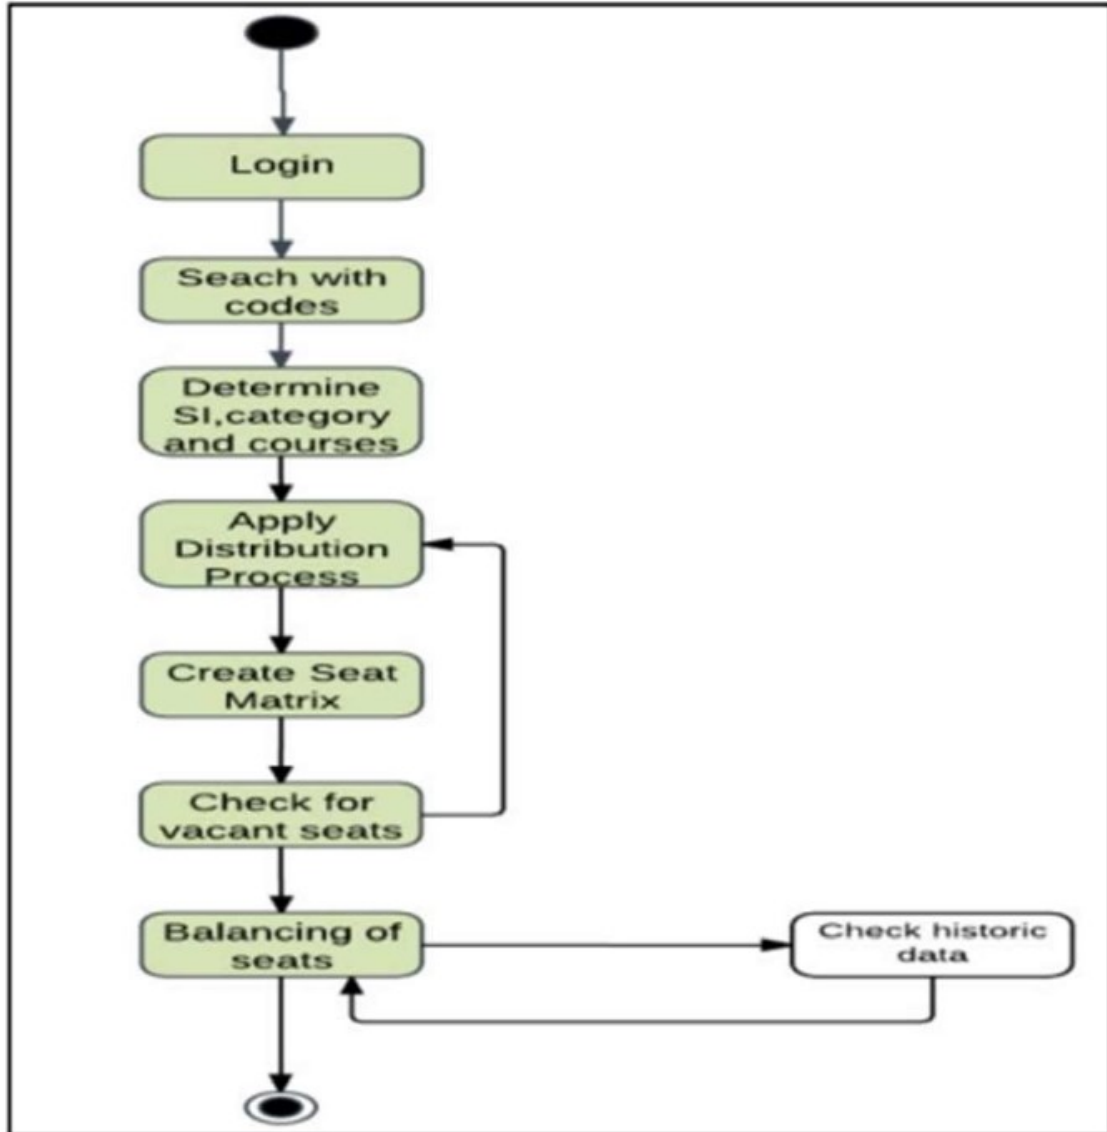 Login
Seach with
codes
Determine
SI,category
and courses
Apply
Distribution
Process
Create Seat
Matrix
Check for
vacant seats
Balancing of
seats
Check historic
data